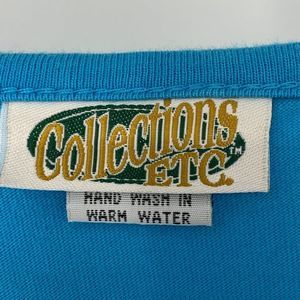 Collections
ETC.™
HAND WASH IN
WARM WATER